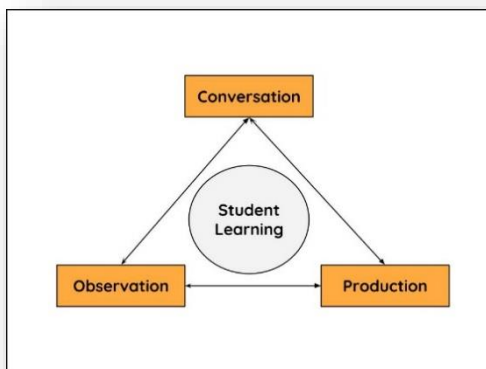 Conversation
Student
Learning
Observation
Production